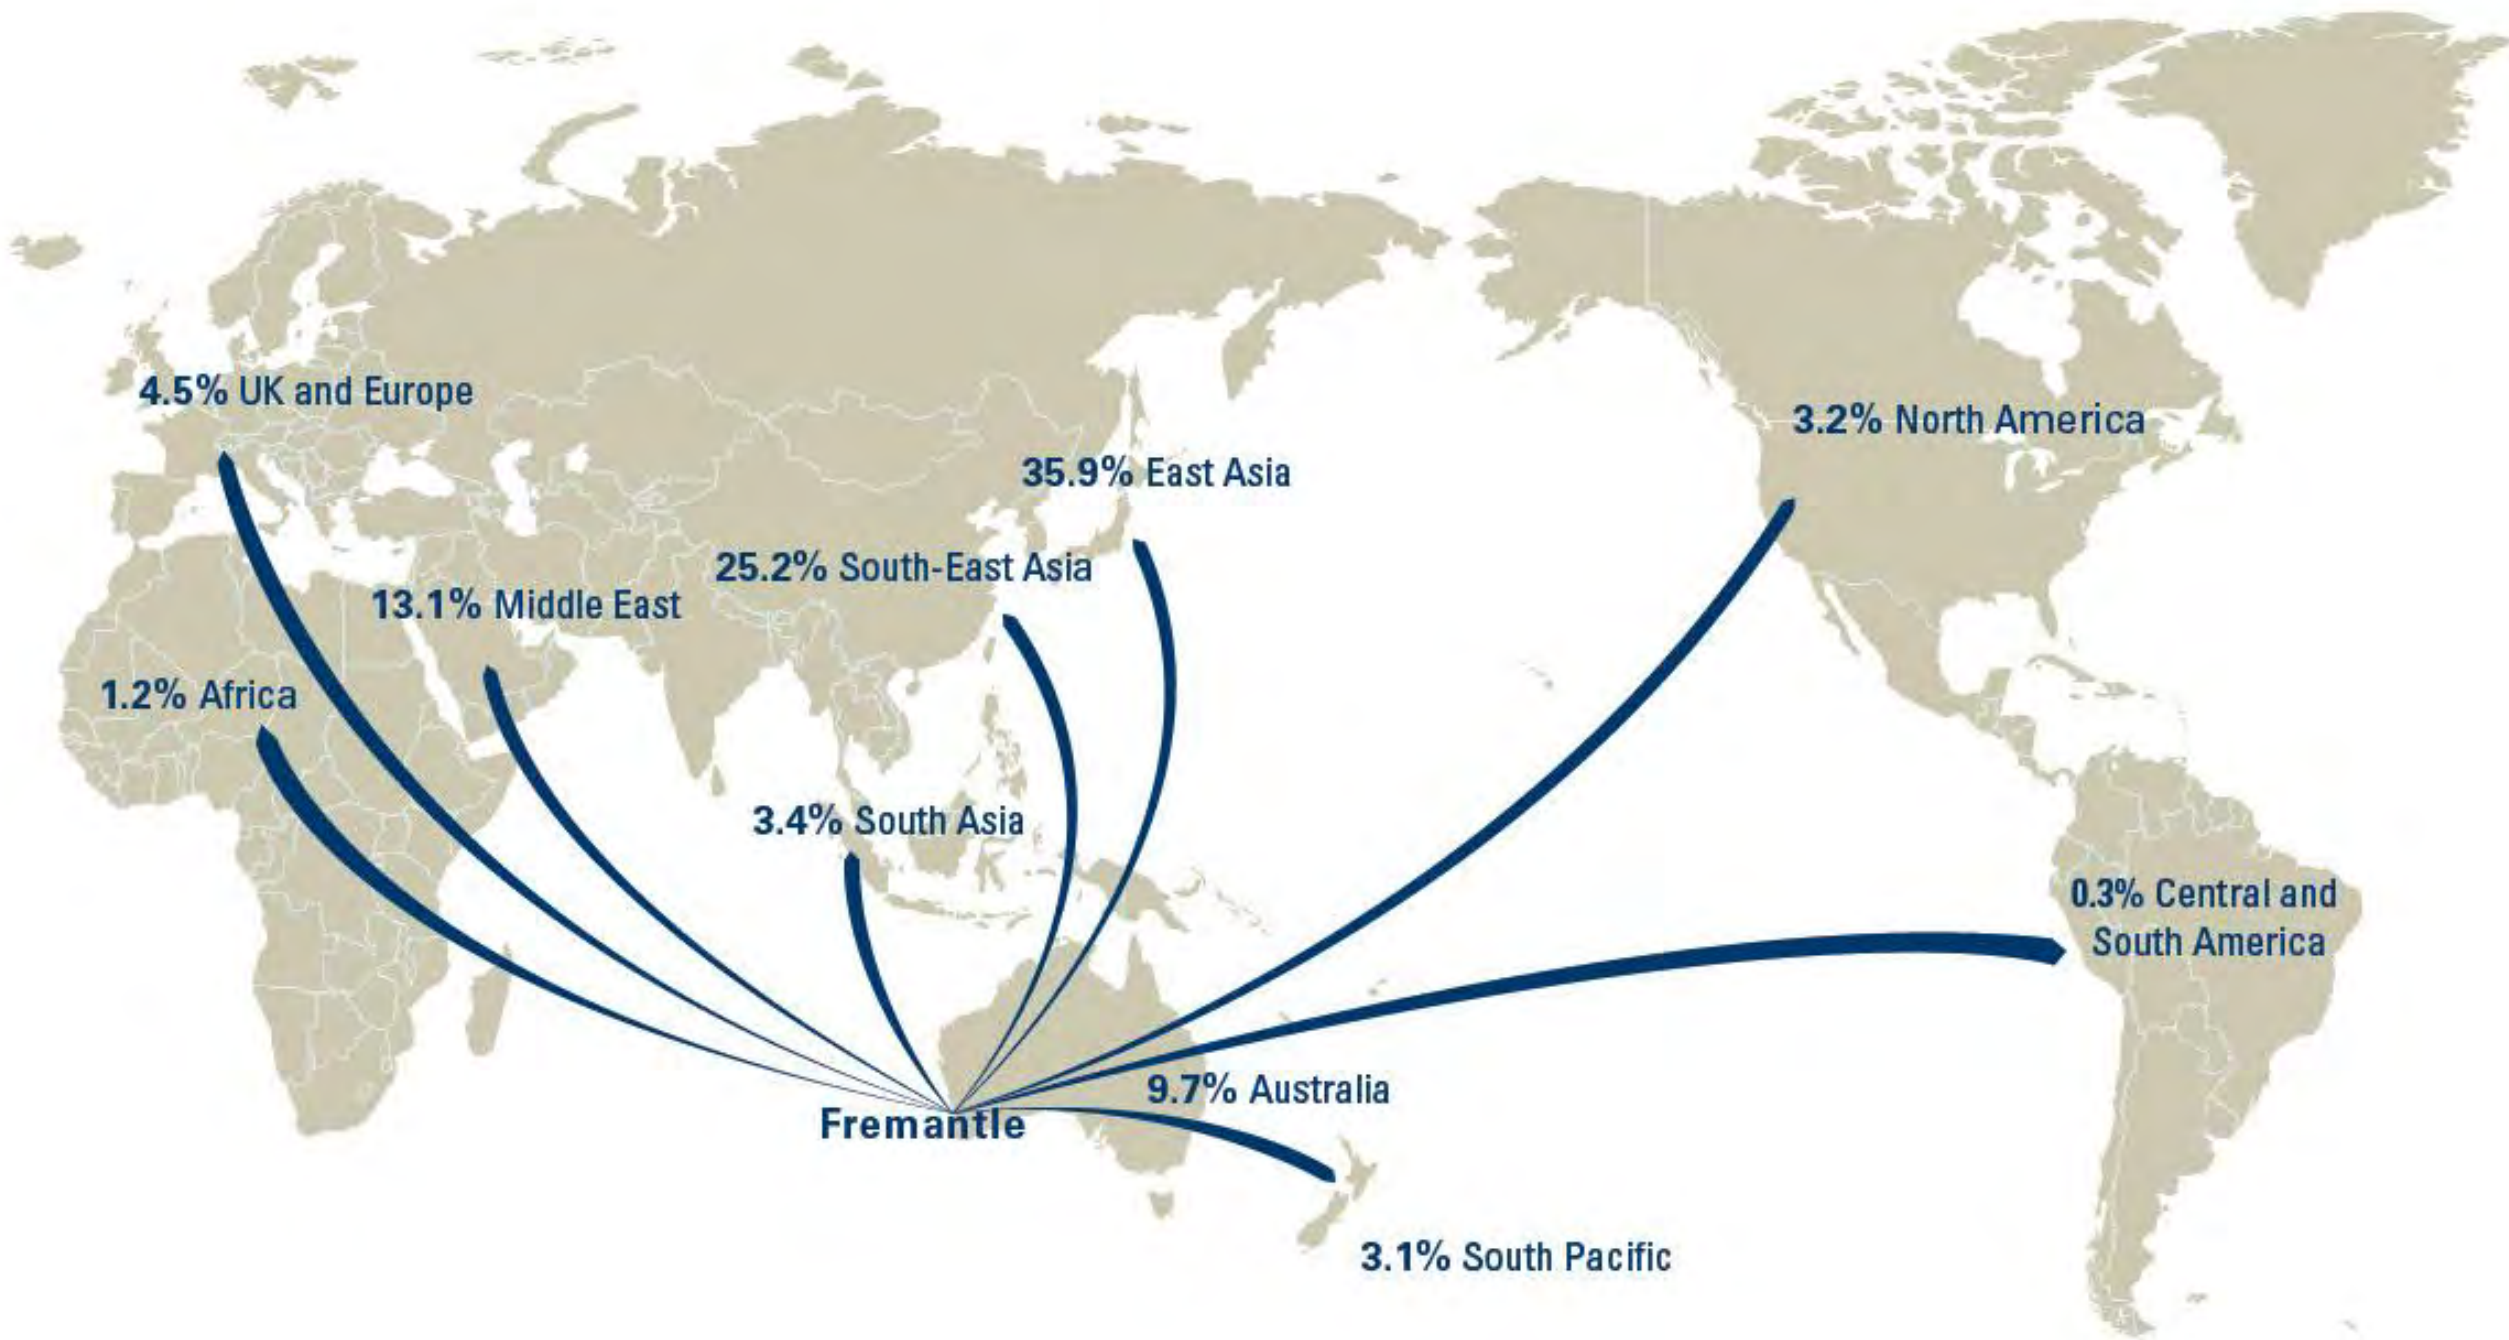 4.5% UK and Europe
3.2% North America
35.9% East Asia
25.2% South-East Asia
13.1% Middle East
1.2% Africa
3.4% South Asia
0.3% Central and
South America
9.7% Australia
Fremantle
3.1% South Pacific